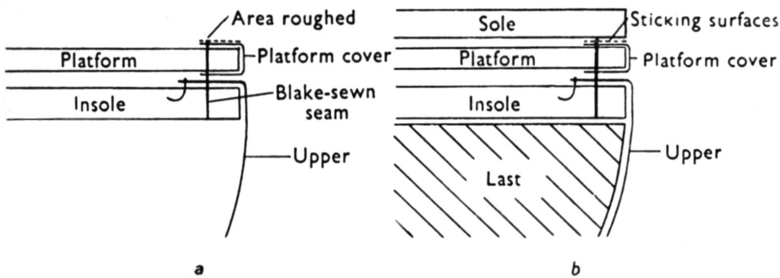 Area roughed
Platform
Platform cover
Insole
Blake-sewn
seam
Upper
a
Sole
Sticking surfaces
Platform
Platform cover
Insole
Last
Upper
b